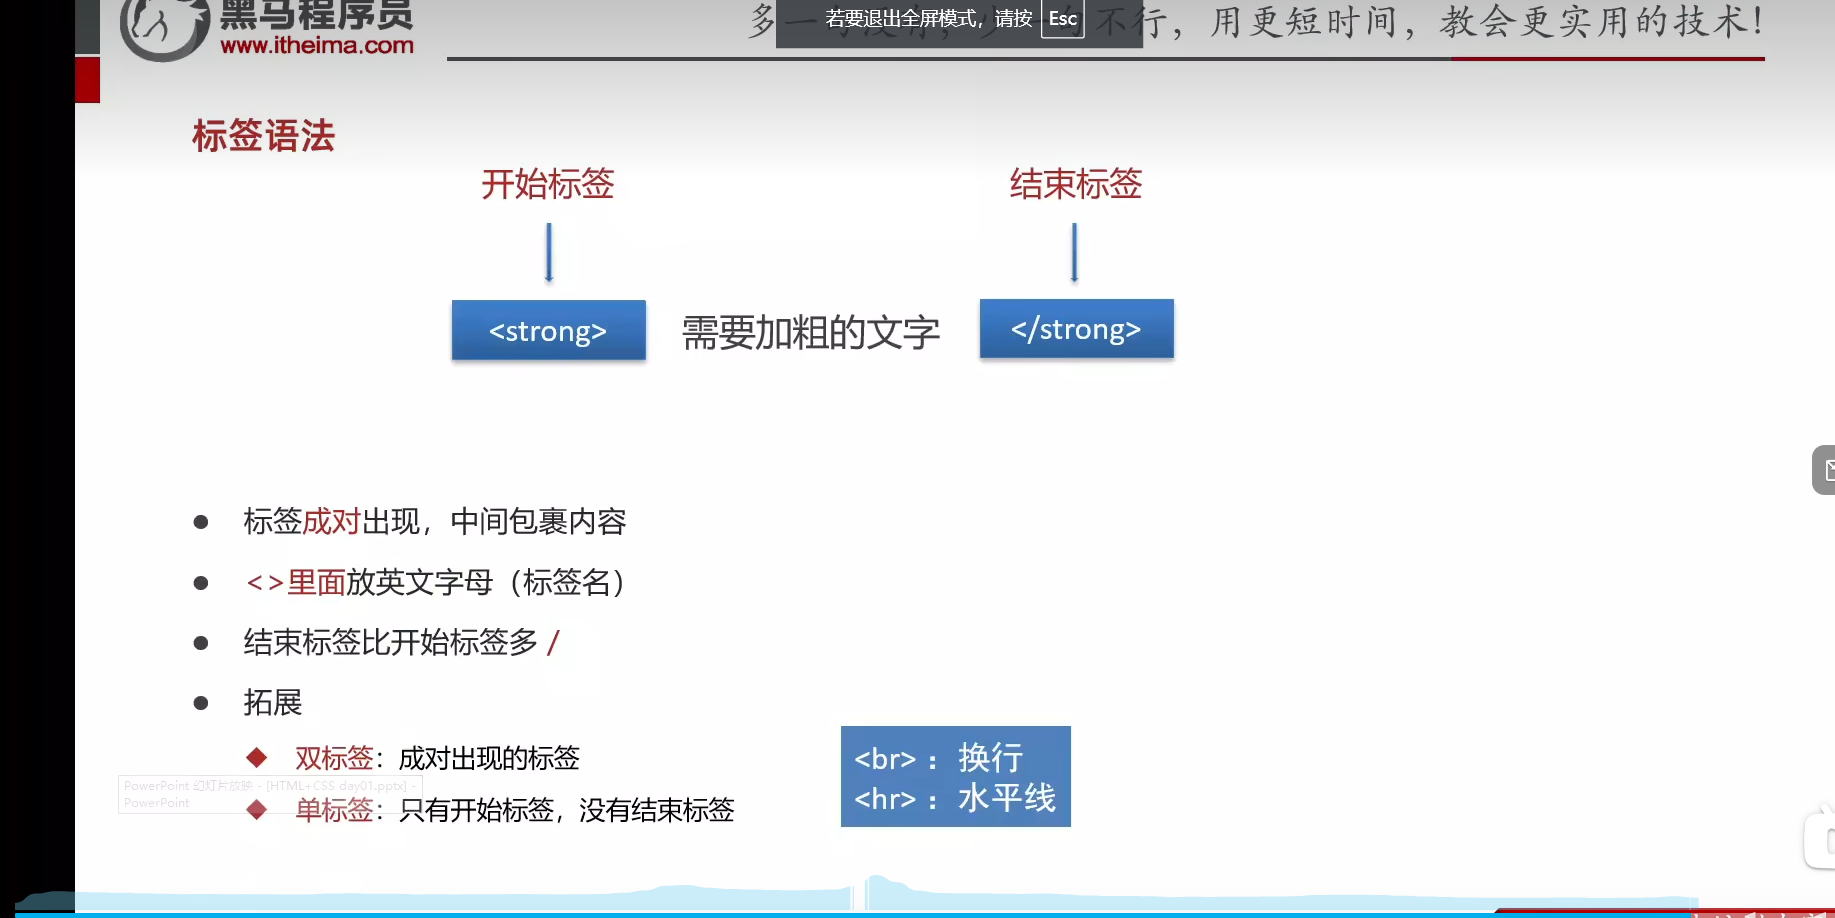 黑马程序员
www.itheima.com
若要退出全屏模式，请按 Esc
不行，用更短时间，教会更实用的技术！
标签语法
开始标签
结束标签
<strong>
需要加粗的文字
</strong>
标签成对出现，中间包裹内容
<>里面放英文字母（标签名）
结束标签比开始标签多 /
拓展
双标签：成对出现的标签
PowerPoint 幻灯片放映 - [HTML+CSS day01.pptx] -
PowerPoint
单标签：只有开始标签，没有结束标签
<br>：换行
<hr>：水平线